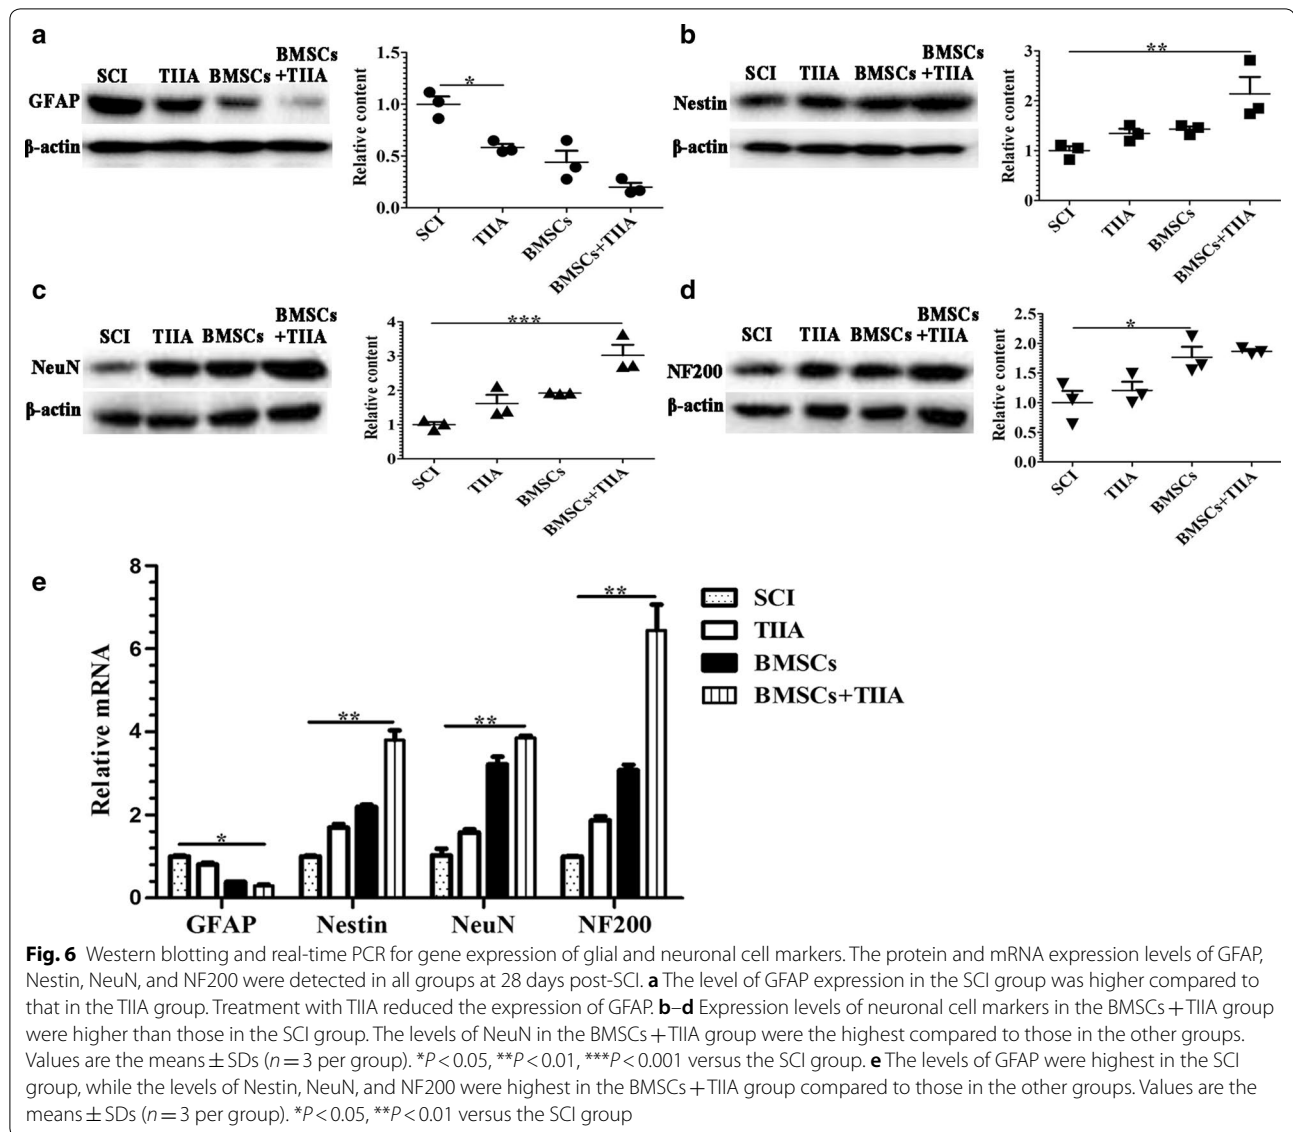 a
SCI TIIA BMSCs BMSCs +TIIA
GFAP
β-actin
Relative content
1.5
1.0
0.5
0.0
*
SCI TIIA BMSCs BMSCs+TIIA
b
SCI TIIA BMSCs BMSCs +TIIA
Nestin
β-actin
Relative content
3
2
1
0
**
SCI TIIA BMSCs BMSCs+TIIA
c
SCI TIIA BMSCs BMSCs +TIIA
NeuN
β-actin
Relative content
4
3
2
1
0
***
SCI TIIA BMSCs BMSCs+TIIA
d
SCI TIIA BMSCs BMSCs +TIIA
NF200
β-actin
Relative content
2.5
2.0
1.5
1.0
0.5
0.0
*
SCI TIIA BMSCs BMSCs+TIIA
e
Relative mRNA
8
6
4
2
0
* ** ** **
GFAP Nestin NeuN NF200
SCI
TIIA
BMSCs
BMSCs+TIIA
Fig. 6 Western blotting and real-time PCR for gene expression of glial and neuronal cell markers. The protein and mRNA expression levels of GFAP,
Nestin, NeuN, and NF200 were detected in all groups at 28 days post-SCI. a The level of GFAP expression in the SCI group was higher compared to
that in the TIIA group. Treatment with TIIA reduced the expression of GFAP. b–d Expression levels of neuronal cell markers in the BMSCs + TIIA group
were higher than those in the SCI group. The levels of NeuN in the BMSCs + TIIA group were the highest compared to those in the other groups.
Values are the means ± SDs (n = 3 per group). *P < 0.05, **P < 0.01, ***P < 0.001 versus the SCI group. e The levels of GFAP were highest in the SCI
group, while the levels of Nestin, NeuN, and NF200 were highest in the BMSCs + TIIA group compared to those in the other groups. Values are the
means ± SDs (n = 3 per group). *P < 0.05, **P < 0.01 versus the SCI group